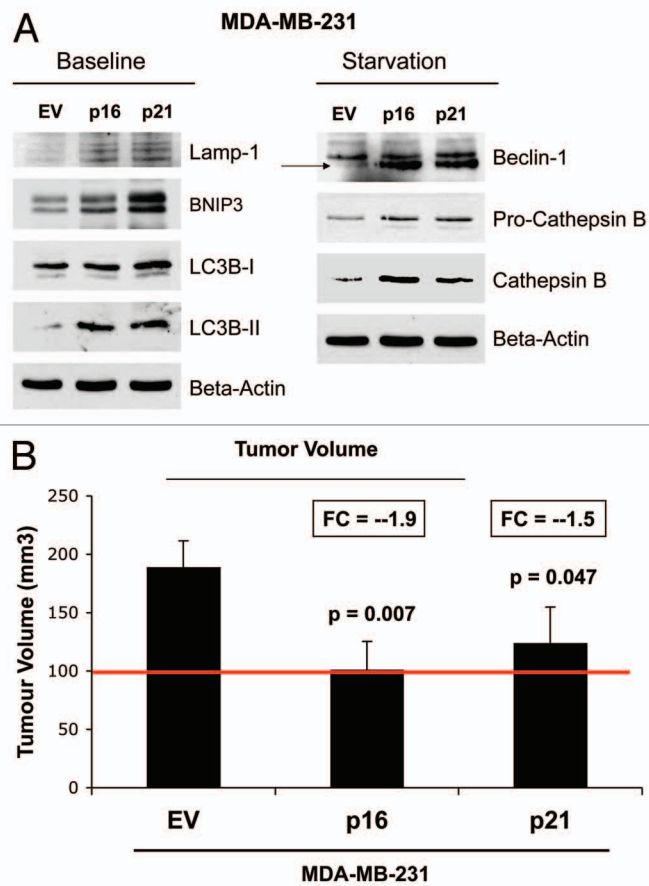 A
MDA-MB-231
Baseline
EV p16 p21
Lamp-1
BNIP3
LC3B-I
LC3B-II
Beta-Actin
Starvation
EV p16 p21
Beclin-1
Pro-Cathepsin B
Cathepsin B
Beta-Actin
B
Tumor Volume
FC = --1.9
FC = --1.5
p = 0.007
p = 0.047
Tumour Volume (mm3)
250
200
150
100
50
0
EV p16 p21
MDA-MB-231